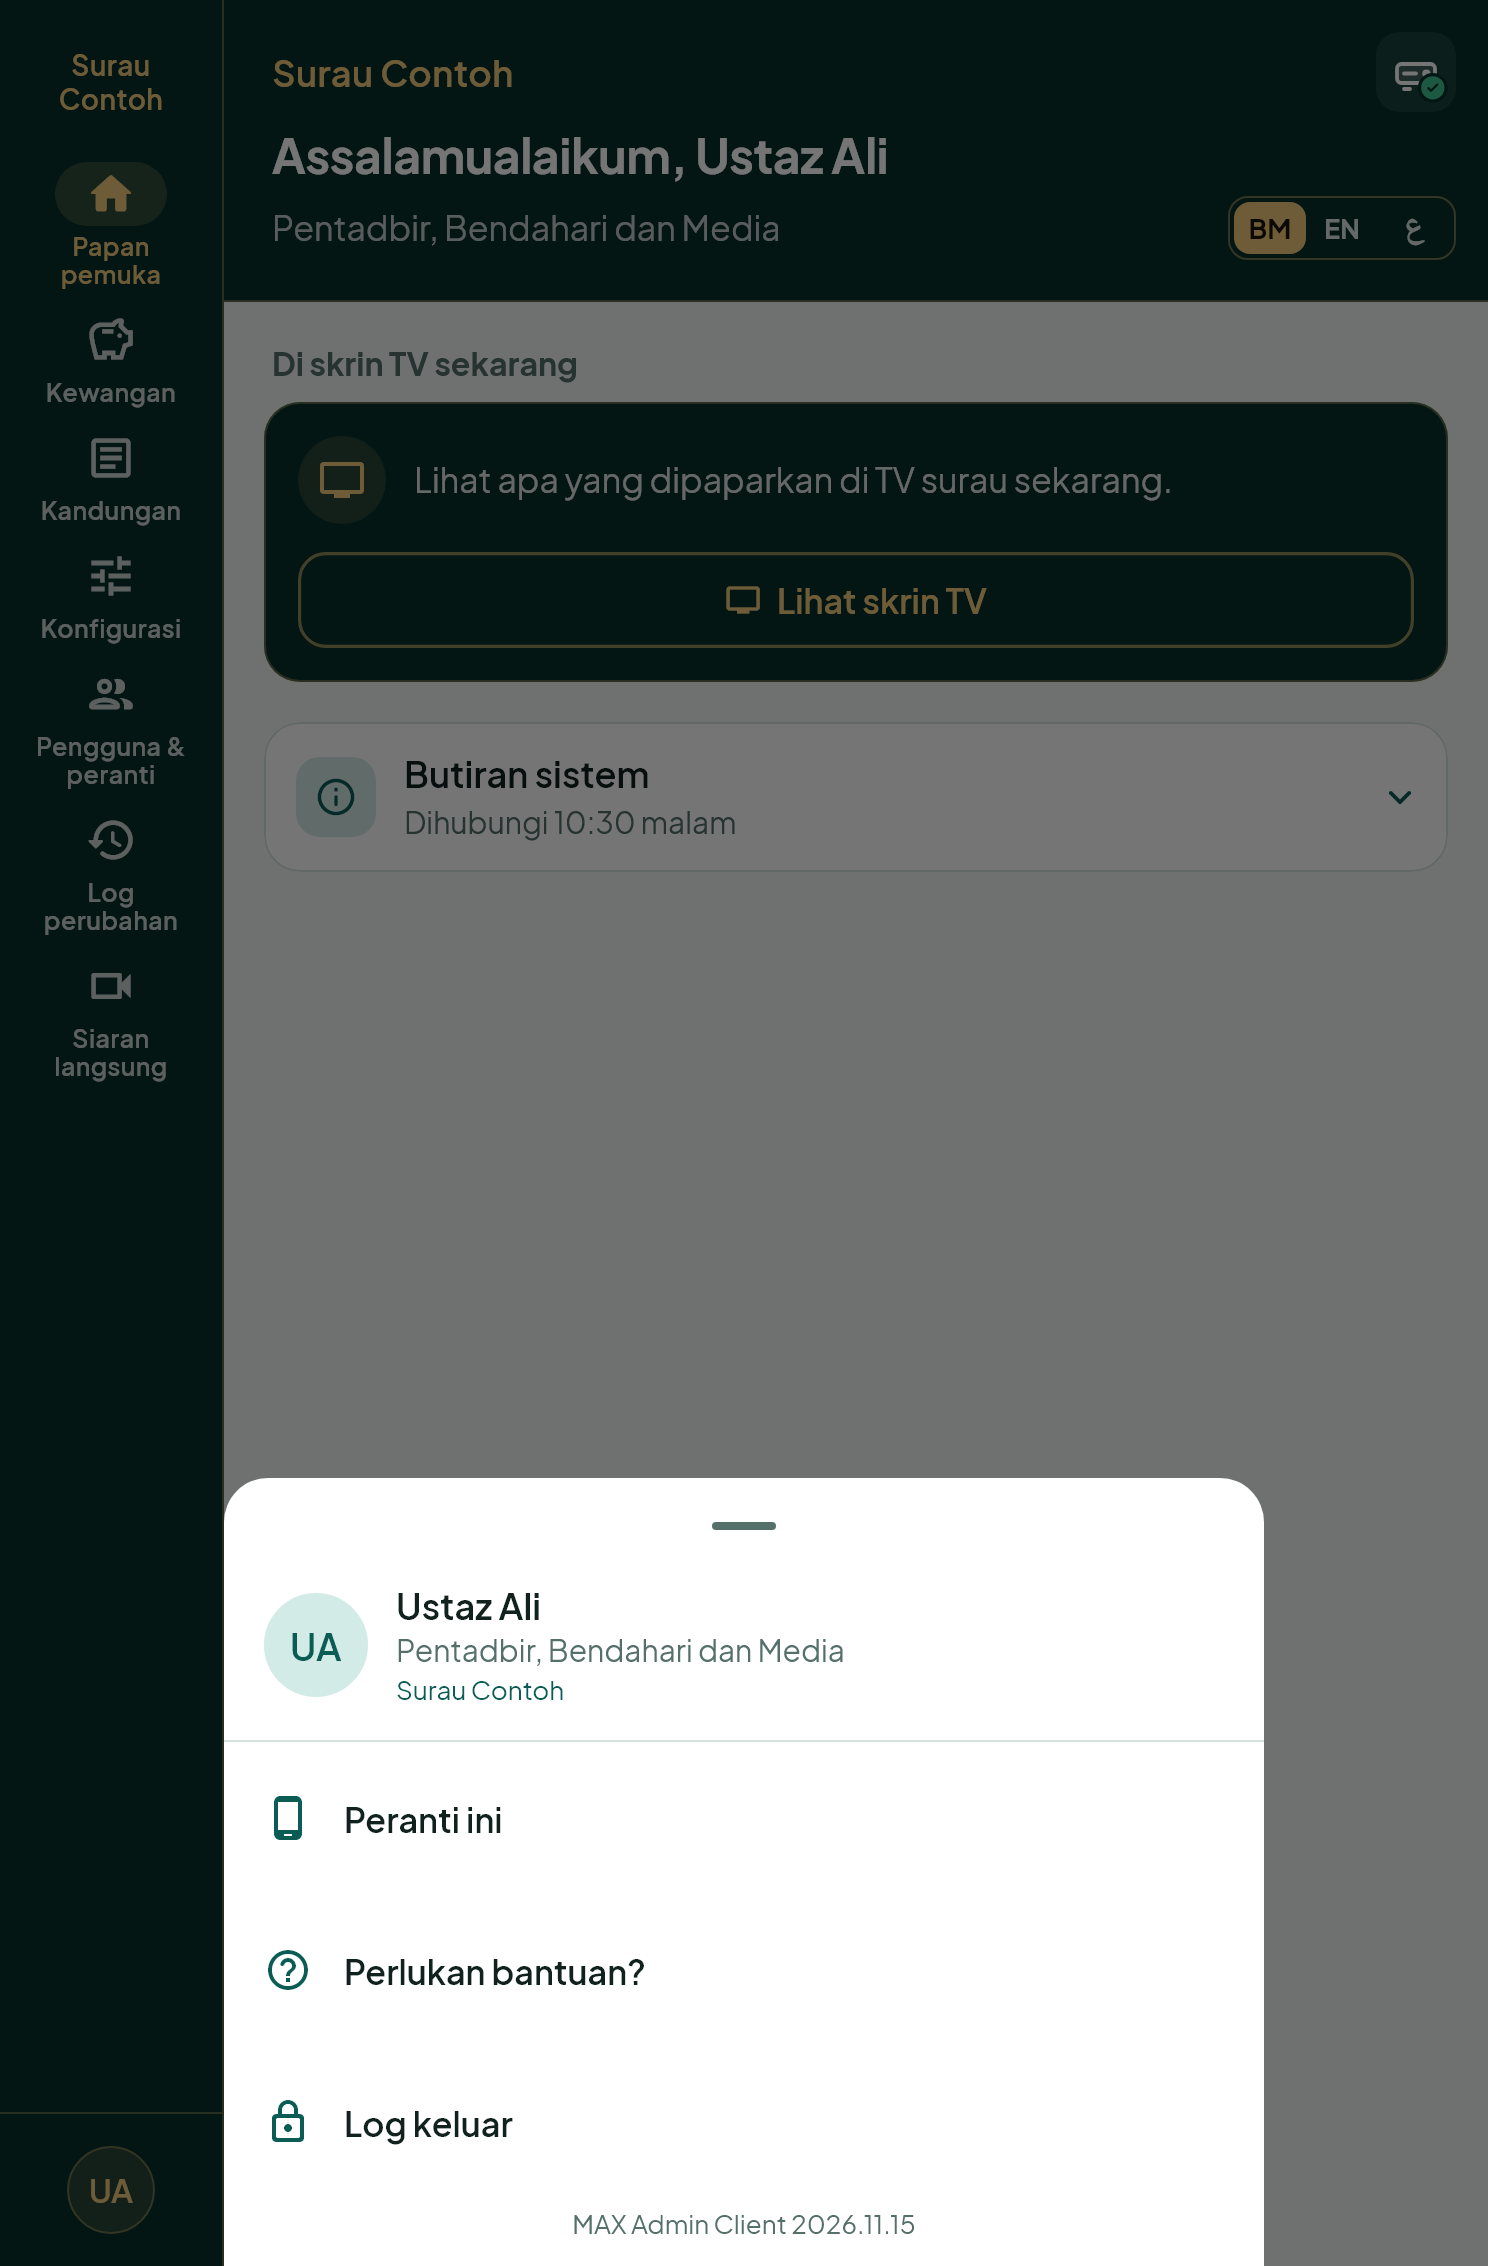 Surau
Contoh
Papan
pemuka
Kewangan
Kandungan
Konfigurasi
Pengguna &
peranti
Log
perubahan
Siaran
langsung
UA
Surau Contoh
Assalamualaikum, Ustaz Ali
Pentadbir, Bendahari dan Media
BM EN ع
Di skrin TV sekarang
Lihat apa yang dipaparkan di TV surau sekarang.
Lihat skrin TV
Butiran sistem
Dihubungi 10:30 malam
UA
Ustaz Ali
Pentadbir, Bendahari dan Media
Surau Contoh
Peranti ini
Perlukan bantuan?
Log keluar
MAX Admin Client 2026.11.15